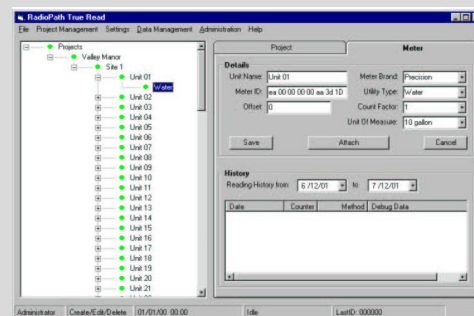 RadioPath True Read
File Project Management Settings Data Management Administration Help
Projects
Valley Manor
Site 1
Unit 01
Water
Unit 02
Unit 03
Unit 04
Unit 05
Unit 06
Unit 07
Unit 08
Unit 09
Unit 10
Unit 11
Unit 12
Unit 13
Unit 14
Unit 15
Unit 16
Unit 17
Unit 18
Unit 19
Unit 20
Unit 21
Project Meter
Details
Unit Name: Unit 01 Meter Brand: Precision
Meter ID: ea 00 00 00 00 aa 3d 1D Utility Type: Water
Offset: 0 Count Factor: 1
Unit Of Measure: 10 gallon
Save Attach Cancel
History
Reading History from 6 /12/01 to 7 /12/01
Date Counter Method Debug Data
Administrator Create/Edit/Delete 01/01/00 00:00 Idle LastID: 000000